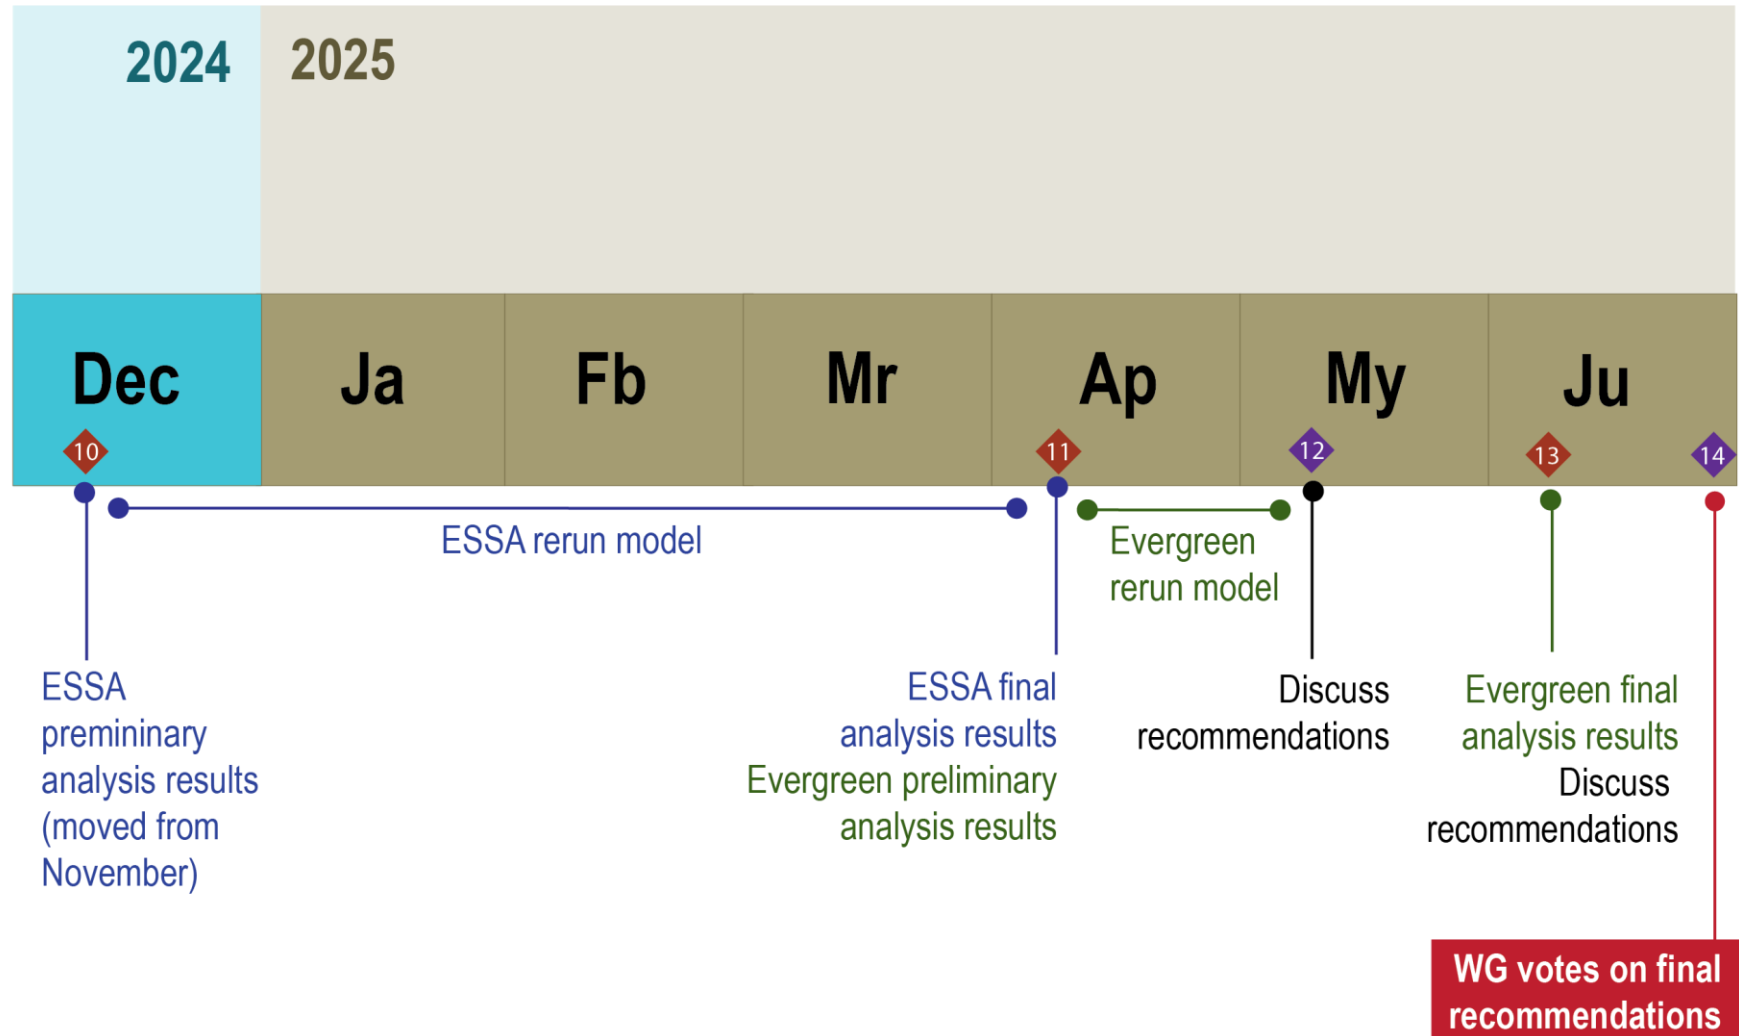 2024
2025
Dec
Ja
Fb
Mr
Ap
My
Ju
10
11
12
13
14
ESSA rerun model
Evergreen
rerun model
ESSA
premininary
analysis results
(moved from
November)
ESSA final
analysis results
Evergreen preliminary
analysis results
Discuss
recommendations
Evergreen final
analysis results
Discuss
recommendations
WG votes on final
recommendations